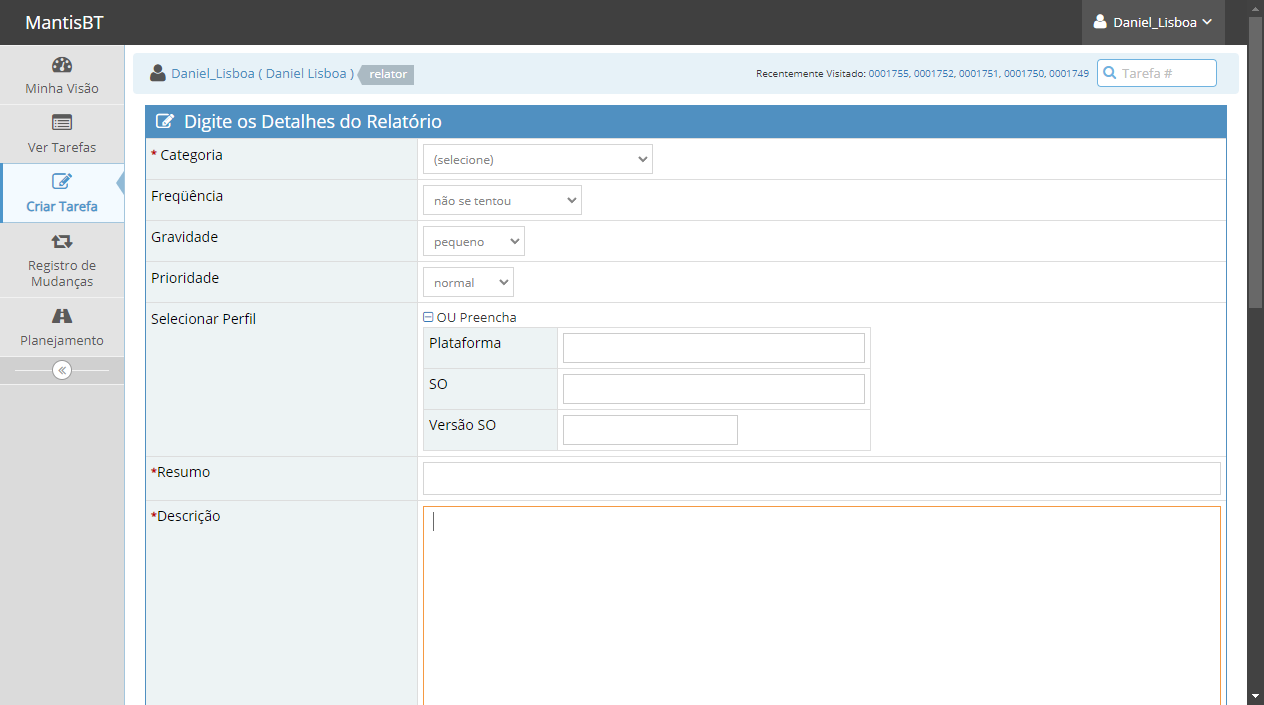 MantisBT
Daniel_Lisboa
Minha Visão
Ver Tarefas
Criar Tarefa
Registro de
Mudanças
Planejamento
Daniel_Lisboa ( Daniel Lisboa ) relator
Recentemente Visitado: 0001755, 0001752, 0001751, 0001750, 0001749
Tarefa #
Digite os Detalhes do Relatório
* Categoria
(selecione)
Freqüência
não se tentou
Gravidade
pequeno
Prioridade
normal
Selecionar Perfil
OU Preencha
Plataforma
SO
Versão SO
*Resumo
*Descrição